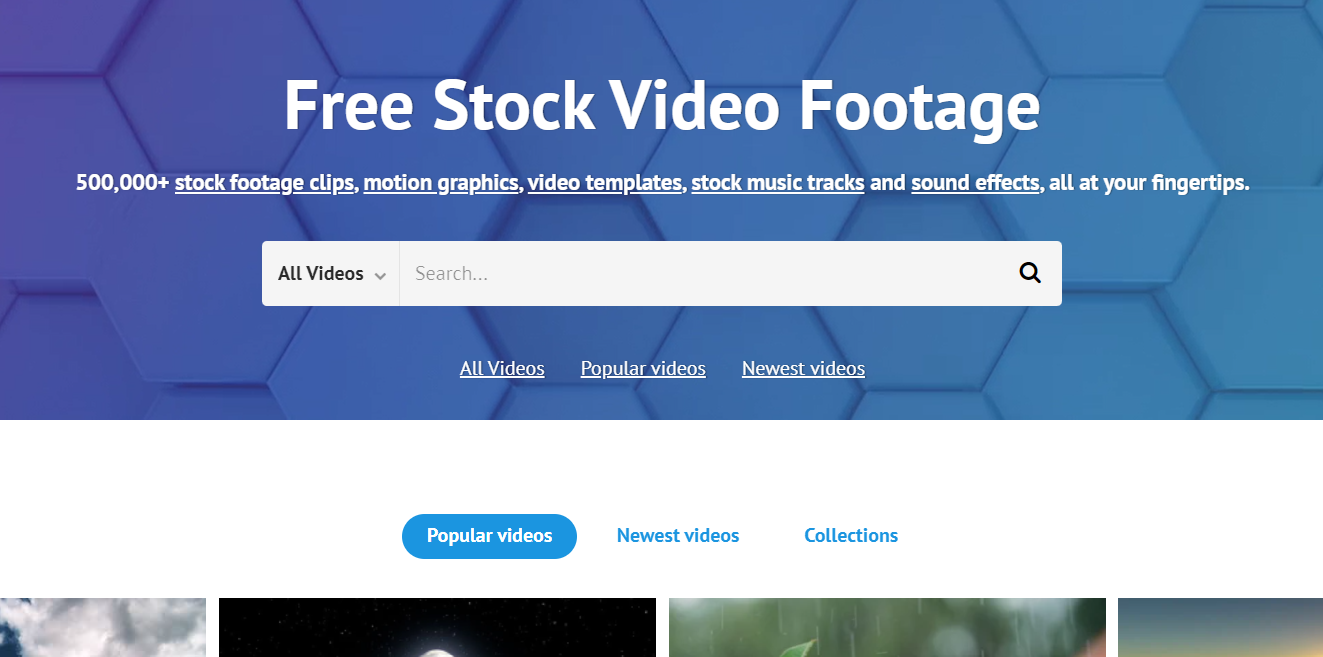 Free Stock Video Footage
500,000+ stock footage clips, motion graphics, video templates, stock music tracks and sound effects, all at your fingertips.
All Videos Search...
All Videos Popular videos Newest videos
Popular videos Newest videos Collections